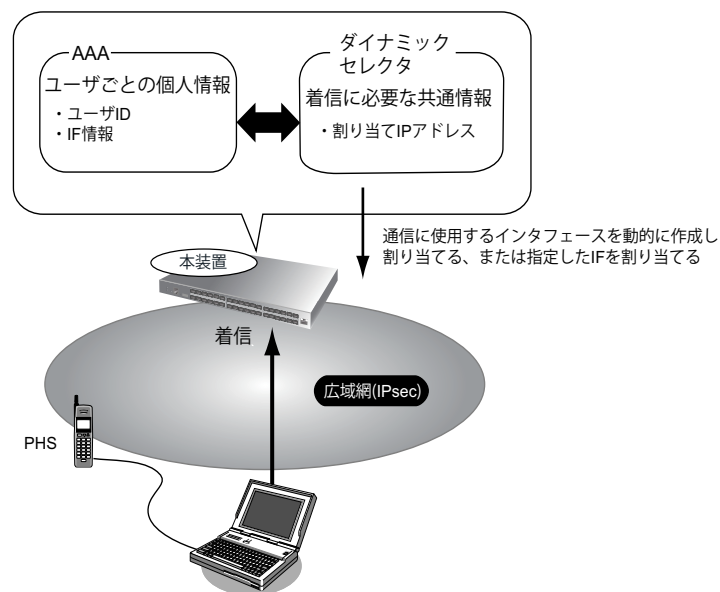 AAA
ユーザごとの個人情報
・ユーザID
・IF情報
ダイナミック
セレクタ
着信に必要な共通情報
・割り当てIPアドレス
通信に使用するインタフェースを動的に作成し
割り当てる、または指定したIFを割り当てる
本装置
着信
広域網(IPsec)
PHS